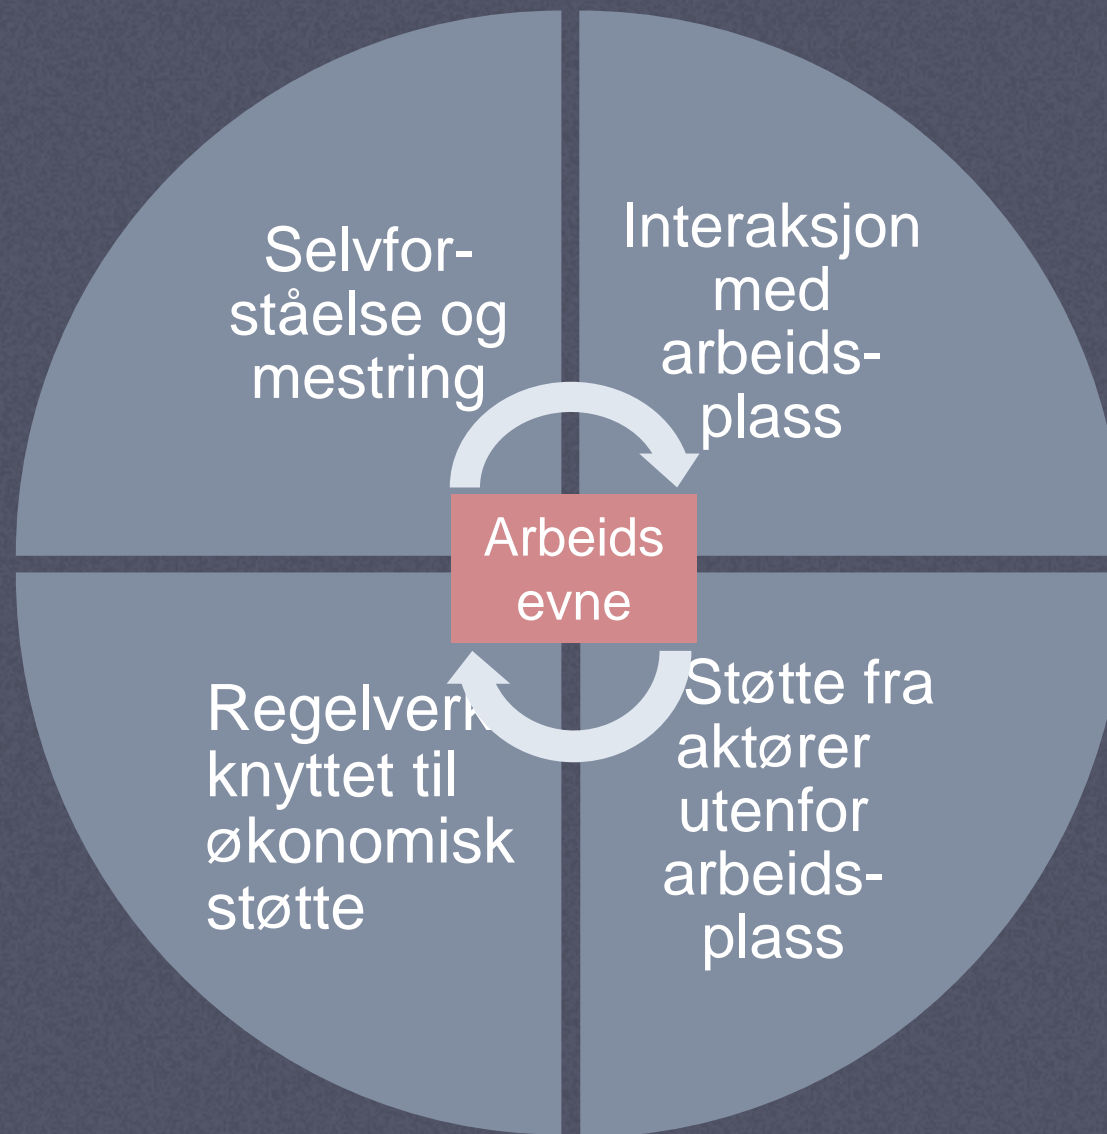 Selvfor-
ståelse og
mestring
Interaksjon
med
arbeids-
plass
Arbeids
evne
Regelverk
knyttet til
økonomisk
støtte
Støtte fra
aktører
utenfor
arbeids-
plass